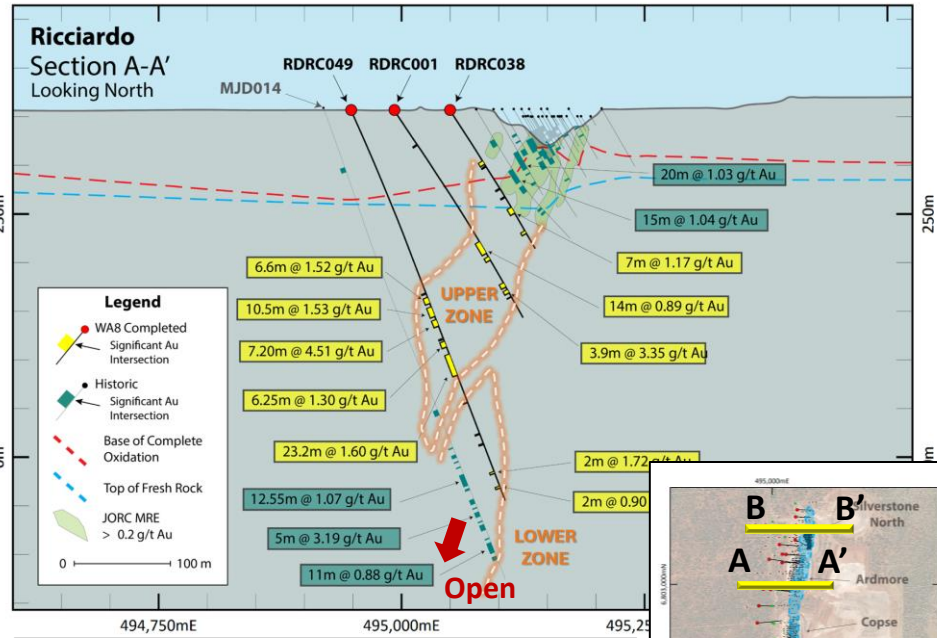 Ricciardo
Section A-A'
Looking North
MJD014
RDRC049
RDRC001
RDRC038
20m @ 1.03 g/t Au
15m @ 1.04 g/t Au
250m
7m @ 1.17 g/t Au
6.6m @ 1.52 g/t Au
UPPER
ZONE
14m @ 0.89 g/t Au
10.5m @ 1.53 g/t Au
7.20m @ 4.51 g/t Au
3.9m @ 3.35 g/t Au
6.25m @ 1.30 g/t Au
23.2m @ 1.60 g/t Au
2m @ 1.72
12.55m @ 1.07 g/t Au
2m @ 0.90
5m @ 3.19 g/t Au
LOWER
ZONE
11m @ 0.88 g/t Au
Open
Legend
WA8 Completed
Significant Au
Intersection
Historic
Significant Au
Intersection
Base of Complete
Oxidation
Top of Fresh Rock
JORC MRE
> 0.2 g/t Au
0
100 m
494,750mE
495,000mE
495,25
495,000mE
B
B'
Silverstone
North
A
A'
Ardmore
6,803,000mN
Copse